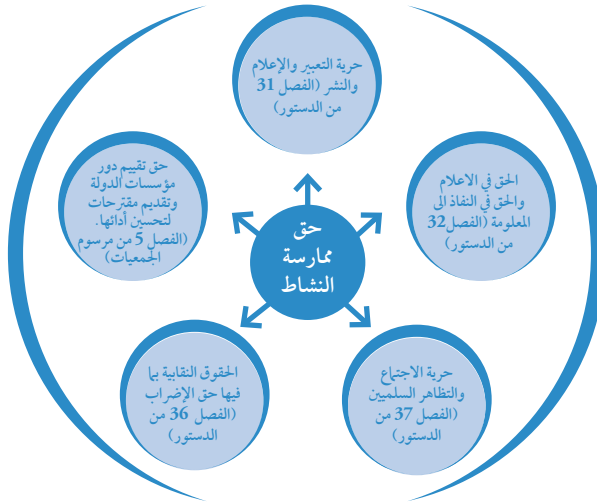 حرية التعبير والإعلام
والنشر (الفصل 31
من الدستور)
الحق في الاعلام
والحق في النفاذ الى
المعلومة (الفصل32
من الدستور)
حق تقييم دور
مؤسسات الدولة
وتقديم مقترحات
لتحسين أدائها.
(الفصل 5 من مرسوم
الجمعيات)
حق
ممارسة
النشاط
حرية الاجتماع
والتظاهر السلميين
(الفصل 37 من
الدستور)
الحقوق النقابية بما
فيها حق الإضراب
(الفصل 36 من
الدستور)